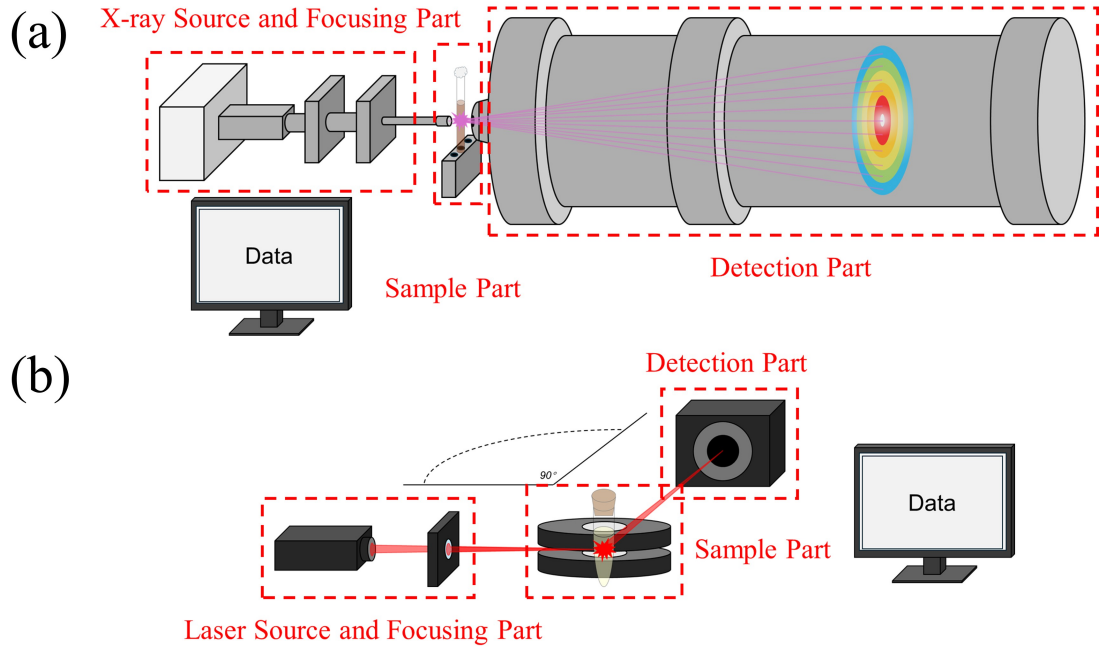 (a)
X-ray Source and Focusing Part
Data
Sample Part
Detection Part
(b)
Detection Part
90°
Data
Sample Part
Laser Source and Focusing Part